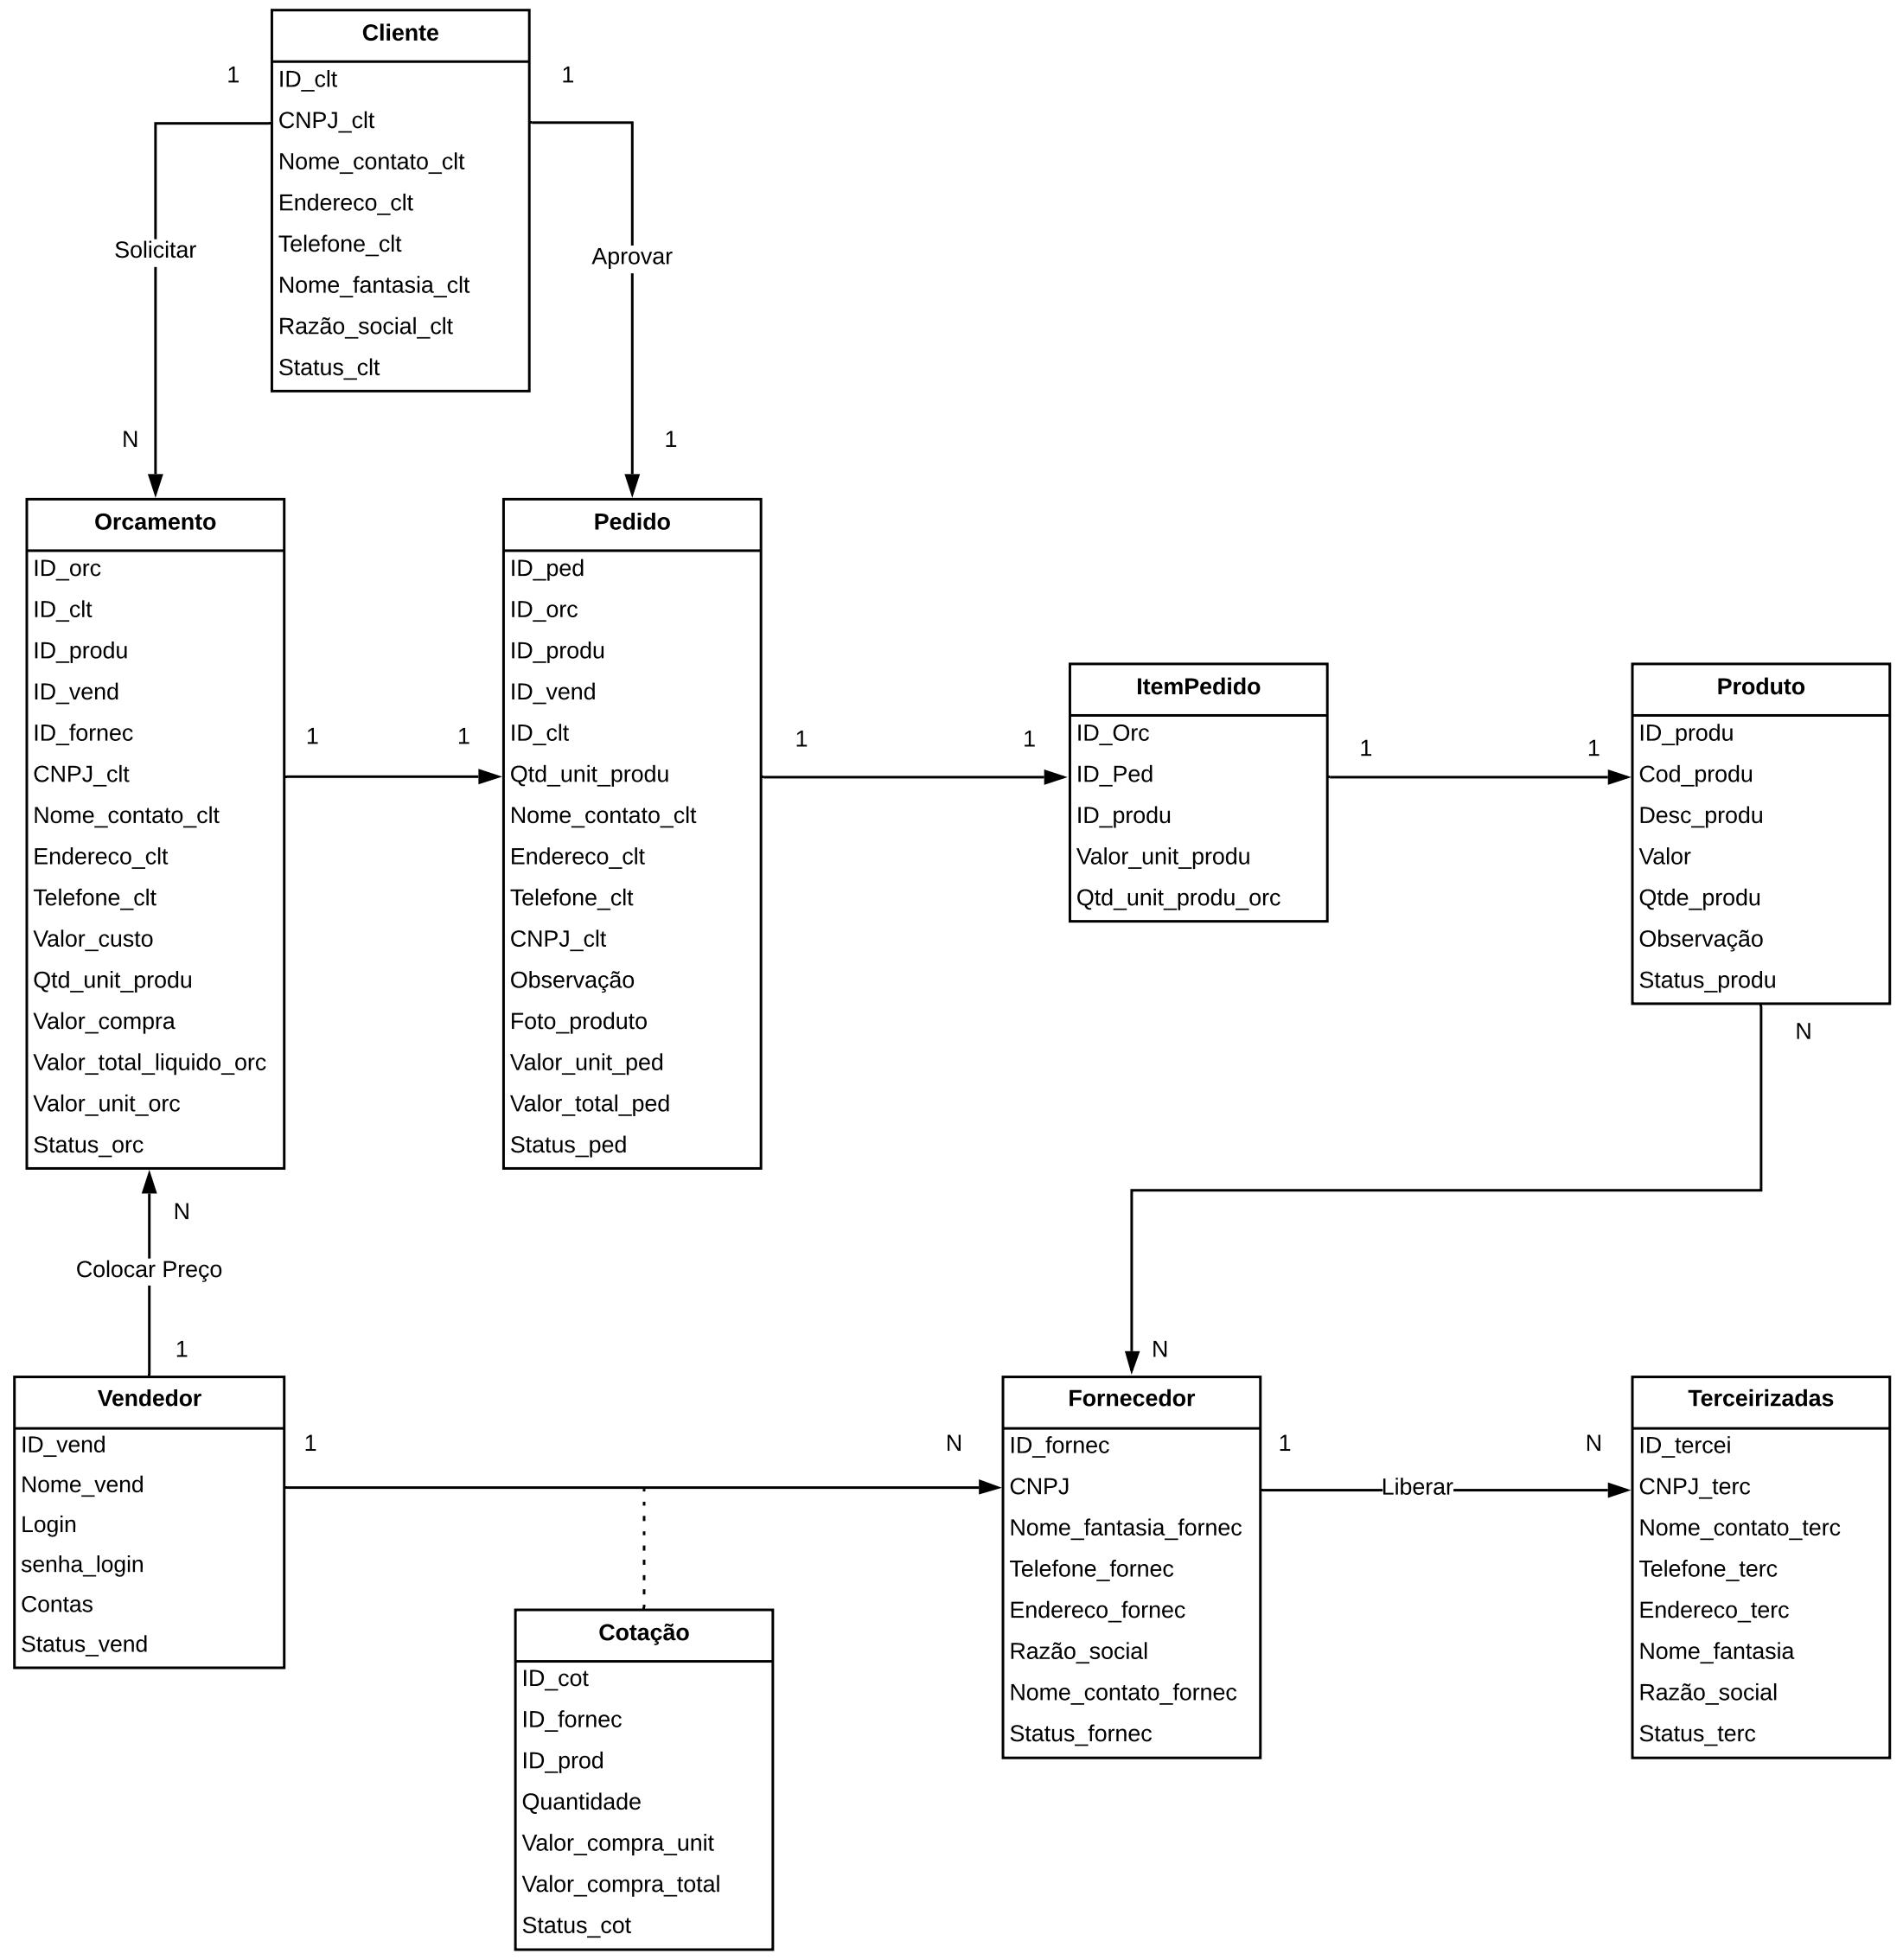 Cliente
ID_clt
CNPJ_clt
Nome_contato_clt
Endereco_clt
Telefone_clt
Nome_fantasia_clt
Razão_social_clt
Status_clt
1
1
Solicitar
Aprovar
N
1
Orcamento
ID_orc
ID_clt
ID_produ
ID_vend
ID_fornec
CNPJ_clt
Nome_contato_clt
Endereco_clt
Telefone_clt
Valor_custo
Qtd_unit_produ
Valor_compra
Valor_total_liquido_orc
Valor_unit_orc
Status_orc
1
1
Pedido
ID_ped
ID_orc
ID_produ
ID_vend
ID_clt
Qtd_unit_produ
Nome_contato_clt
Endereco_clt
Telefone_clt
CNPJ_clt
Observação
Foto_produto
Valor_unit_ped
Valor_total_ped
Status_ped
1
1
ItemPedido
ID_Orc
ID_Ped
ID_produ
Valor_unit_produ
Qtd_unit_produ_orc
1
1
Produto
ID_produ
Cod_produ
Desc_produ
Valor
Qtde_produ
Observação
Status_produ
N
N
Colocar Preço
1
N
Vendedor
ID_vend
Nome_vend
Login
senha_login
Contas
Status_vend
1
N
Cotação
ID_cot
ID_fornec
ID_prod
Quantidade
Valor_compra_unit
Valor_compra_total
Status_cot
Fornecedor
ID_fornec
CNPJ
Nome_fantasia_fornec
Telefone_fornec
Endereco_fornec
Razão_social
Nome_contato_fornec
Status_fornec
1
N
Liberar
Terceirizadas
ID_tercei
CNPJ_terc
Nome_contato_terc
Telefone_terc
Endereco_terc
Nome_fantasia
Razão_social
Status_terc